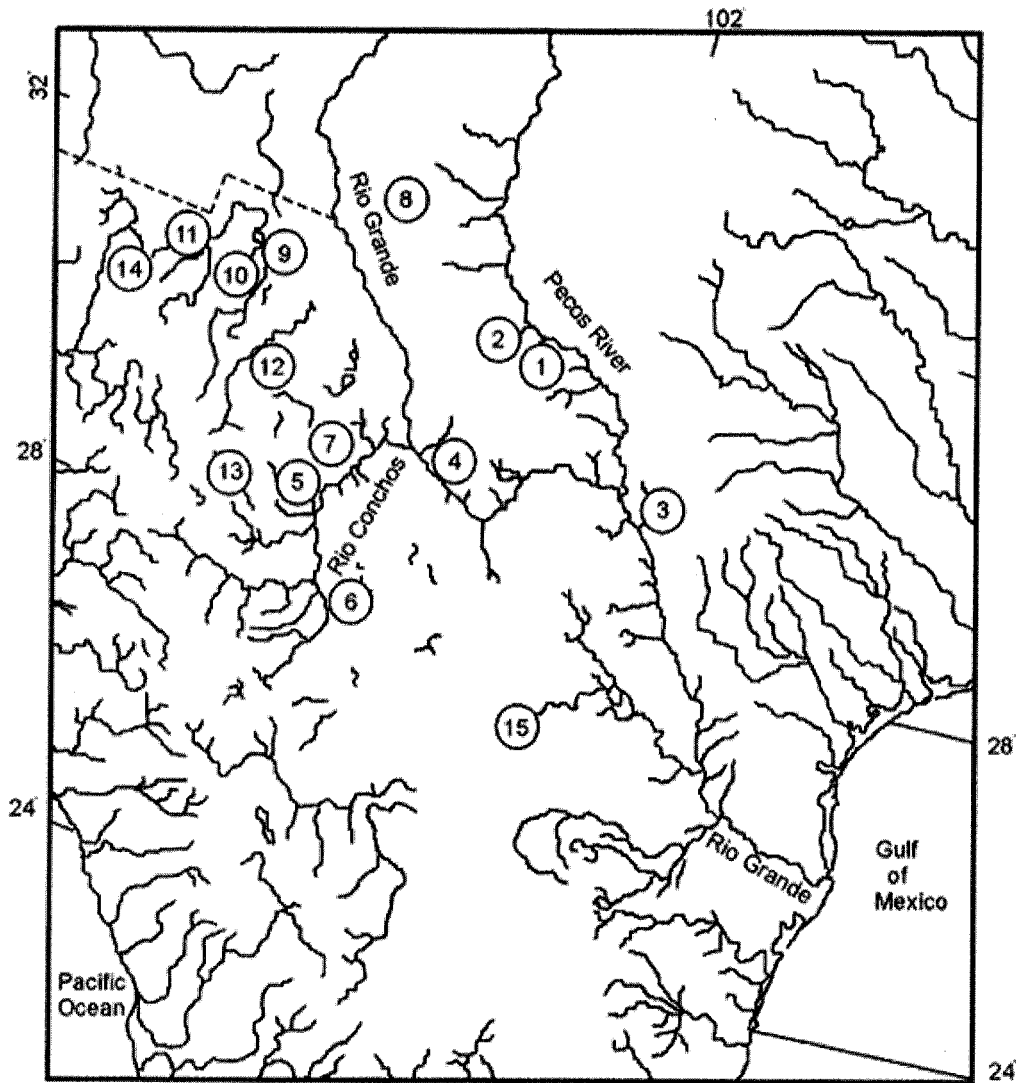 102°
32°
Rio Grande
8
11
14
10
9
Pecos River
2
1
12
28°
7
4
13
5
Rio Conchos
3
6
15
28°
24°
Rio Grande
Gulf
of
Mexico
Pacific
Ocean
24°